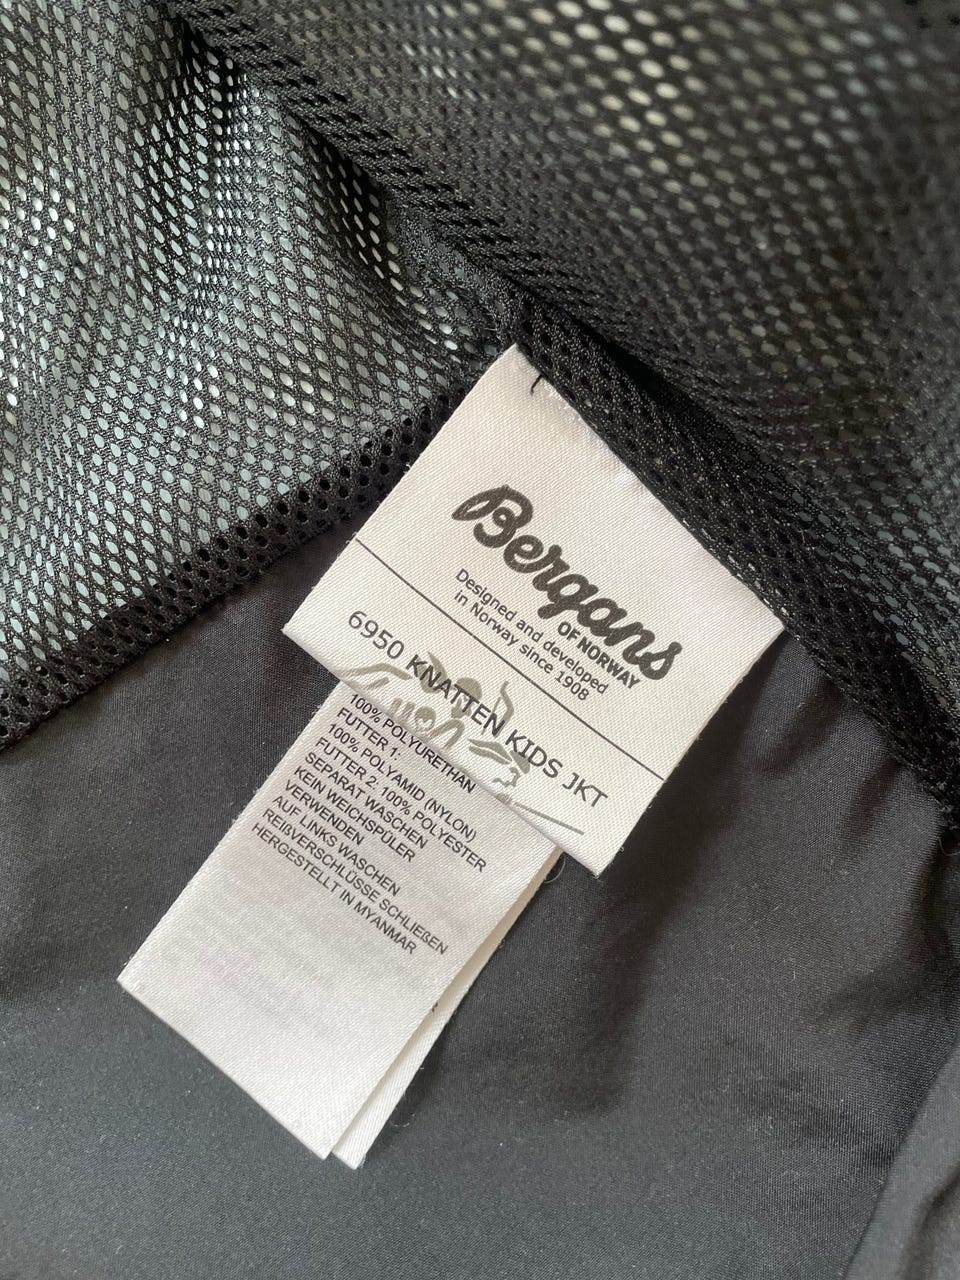 Bergans
OF NORWAY
Designed and developed
in Norway since 1908
6950 KNATTEN KIDS JKT
100% POLYURETHAN
FUTTER 1:
100% POLYAMID (NYLON)
FUTTER 2: 100% POLYESTER
SEPARAT WASCHEN
KEIN WEICHSPÜLER
VERWENDEN
AUF LINKS WASCHEN
REIßVERSCHLÜSSE SCHLIEßEN
HERGESTELLT IN MYANMAR